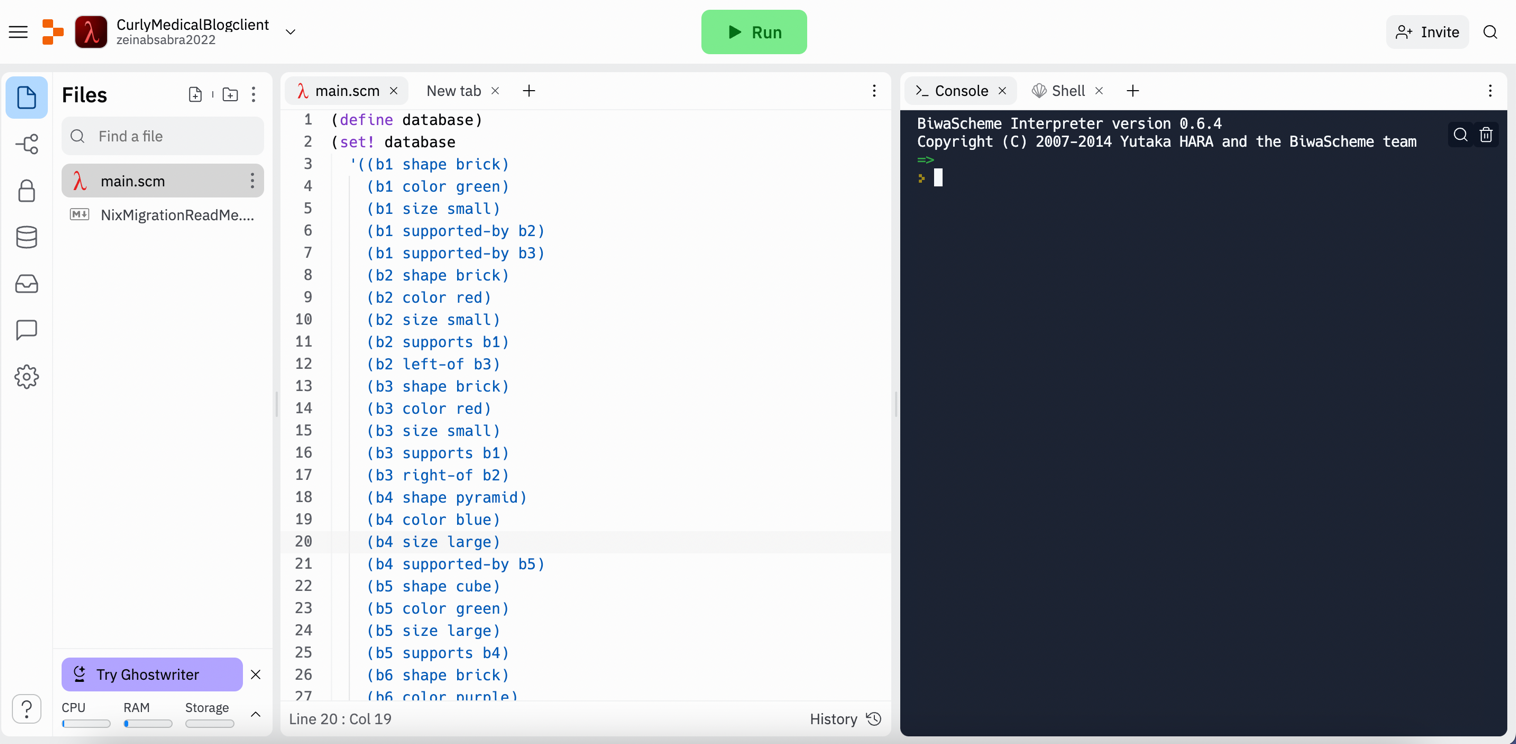 CurlyMedicalBlogclient
zeinabsabra2022
Run
Invite
Files
Find a file
main.scm
NixMigrationReadMe....
Try Ghostwriter
CPU RAM Storage
main.scm New tab
1 (define database)
2 (set! database
3 '((b1 shape brick)
4 (b1 color green)
5 (b1 size small)
6 (b1 supported-by b2)
7 (b1 supported-by b3)
8 (b2 shape brick)
9 (b2 color red)
10 (b2 size small)
11 (b2 supports b1)
12 (b2 left-of b3)
13 (b3 shape brick)
14 (b3 color red)
15 (b3 size small)
16 (b3 supports b1)
17 (b3 right-of b2)
18 (b4 shape pyramid)
19 (b4 color blue)
20 (b4 size large)
21 (b4 supported-by b5)
22 (b5 shape cube)
23 (b5 color green)
24 (b5 size large)
25 (b5 supports b4)
26 (b6 shape brick)
27 (b6 color purple)
Line 20 : Col 19
History
Console Shell
BiwaScheme Interpreter version 0.6.4
Copyright (C) 2007-2014 Yutaka HARA and the BiwaScheme team
=>